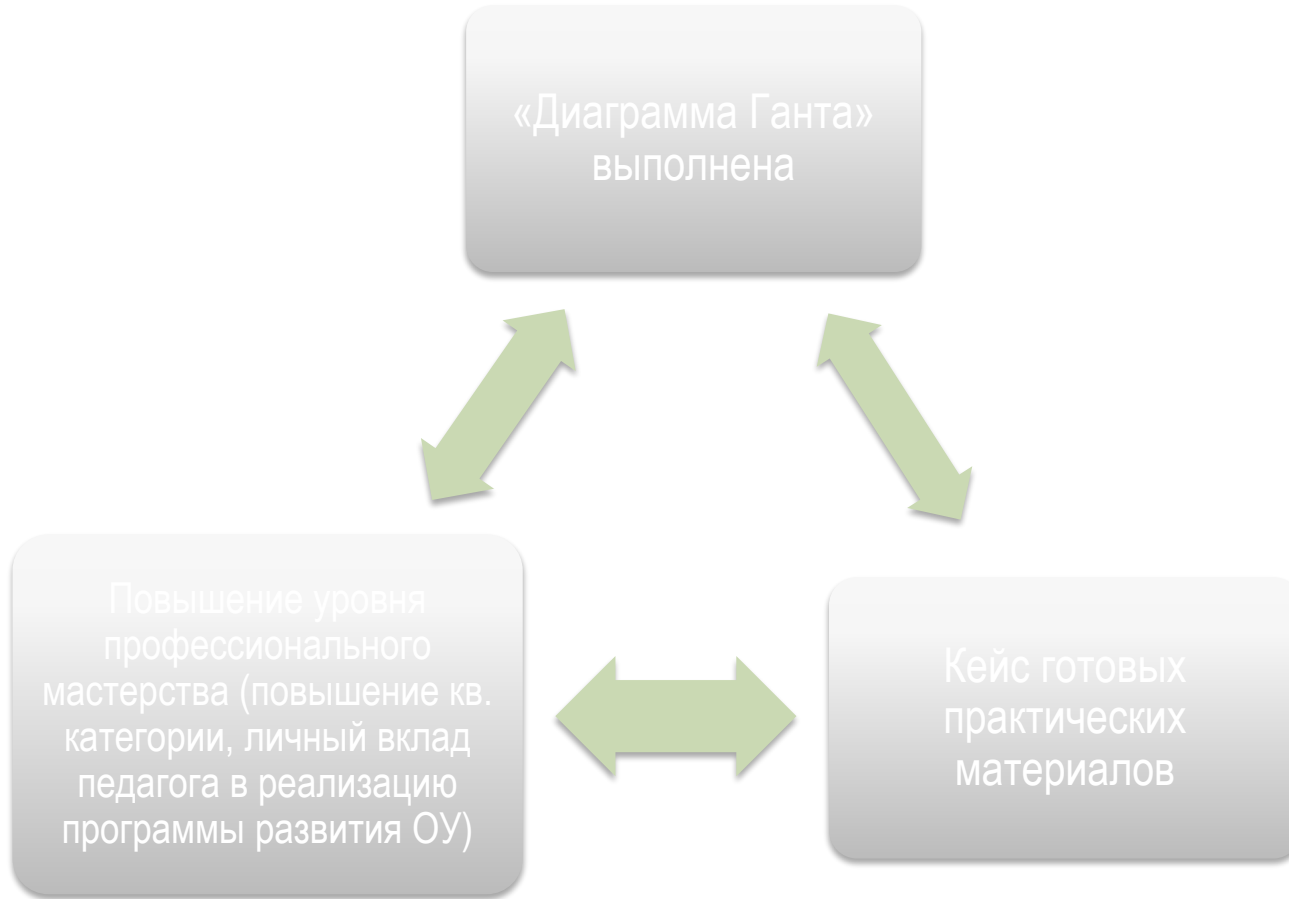 «Диаграмма Ганта»
выполнена
Повышение уровня
профессионального
мастерства (повышение кв.
категории, личный вклад
педагога в реализацию
программы развития ОУ)
Кейс готовых
практических
материалов